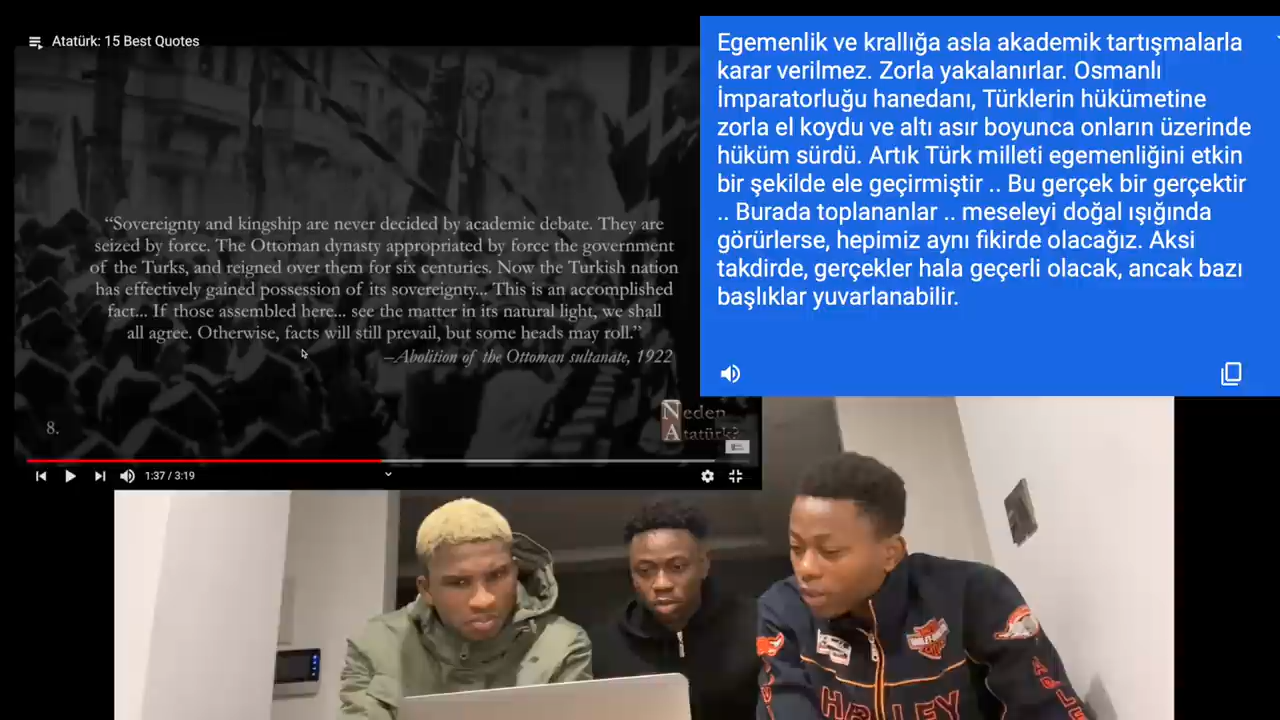 Atatürk: 15 Best Quotes
“Sovereignty and kingship are never decided by academic debate. They are
seized by force. The Ottoman dynasty appropriated by force the government
of the Turks, and reigned over them for six centuries. Now the Turkish nation
has effectively gained possession of its sovereignty... This is an accomplished
fact... If those assembled here... see the matter in its natural light, we shall
all agree. Otherwise, facts will still prevail, but some heads may roll.”
–Abolition of the Ottoman sultanate, 1922
8.
Neden
Atatürk?
1:37 / 3:19
Egemenlik ve krallığa asla akademik tartışmalarla
karar verilmez. Zorla yakalanırlar. Osmanlı
İmparatorluğu hanedanı, Türklerin hükümetine
zorla el koydu ve altı asır boyunca onların üzerinde
hüküm sürdü. Artık Türk milleti egemenliğini etkin
bir şekilde ele geçirmiştir .. Bu gerçek bir gerçektir
.. Burada toplananlar .. meseleyi doğal ışığında
görürlerse, hepimiz aynı fikirde olacağız. Aksi
takdirde, gerçekler hala geçerli olacak, ancak bazı
başlıklar yuvarlanabilir.
HARLEY